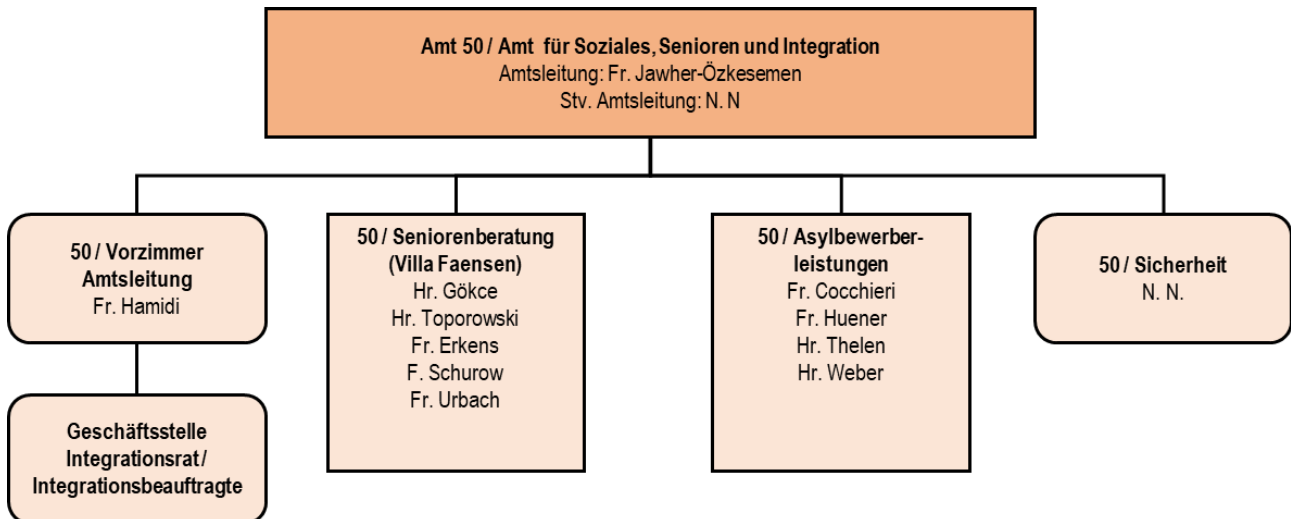 Amt 50 / Amt für Soziales, Senioren und Integration
Amtsleitung: Fr. Jawher-Özkesemen
Stv. Amtsleitung: N. N
50 / Vorzimmer
Amtsleitung
Fr. Hamidi
Geschäftsstelle
Integrationsrat /
Integrationsbeauftragte
50 / Seniorenberatung
(Villa Faensen)
Hr. Gökce
Hr. Toporowski
Fr. Erkens
F. Schurow
Fr. Urbach
50 / Asylbewerber-
leistungen
Fr. Cocchieri
Fr. Huener
Hr. Thelen
Hr. Weber
50 / Sicherheit
N. N.